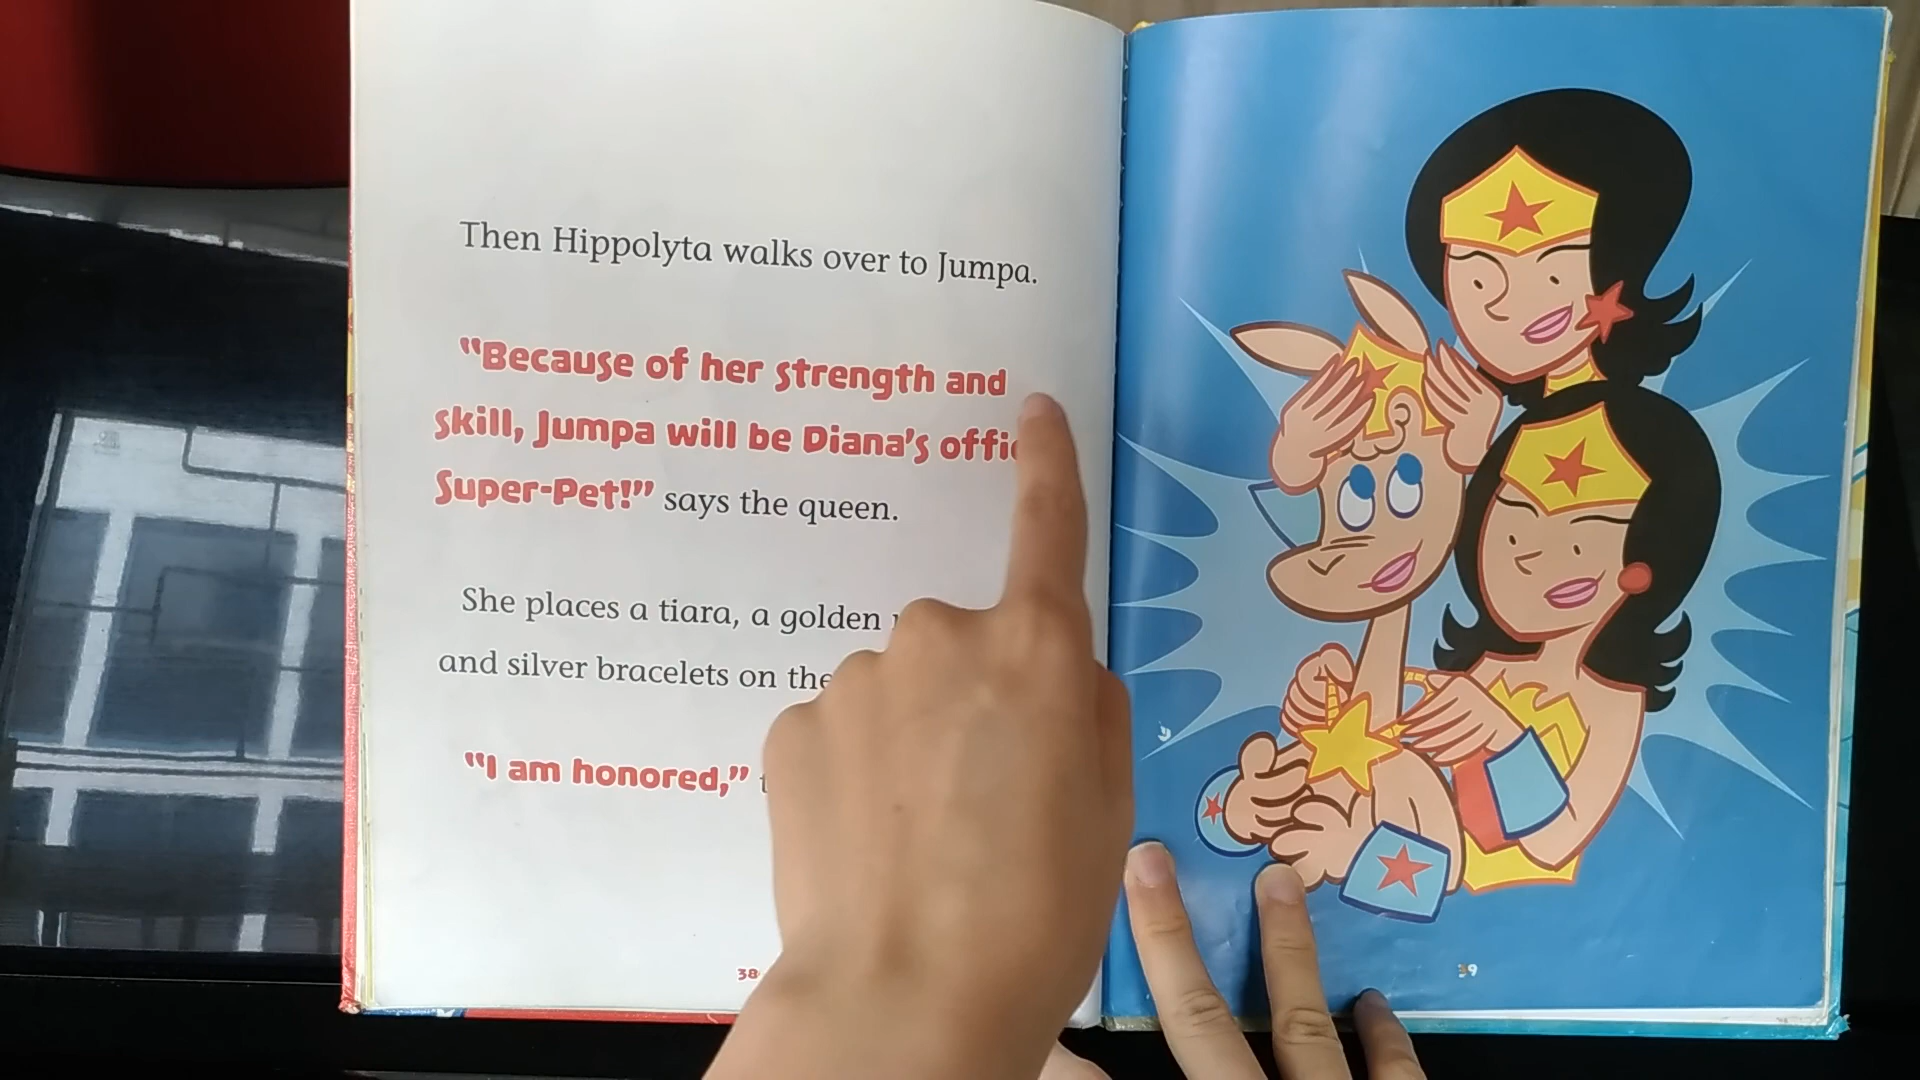 Then Hippolyta walks over to Jumpa.
“Because of her strength and
skill, Jumpa will be Diana’s
Super-Pet!” says the queen.
She places a tiara, a golden
and silver bracelets on the
“I am honored,”
38
39